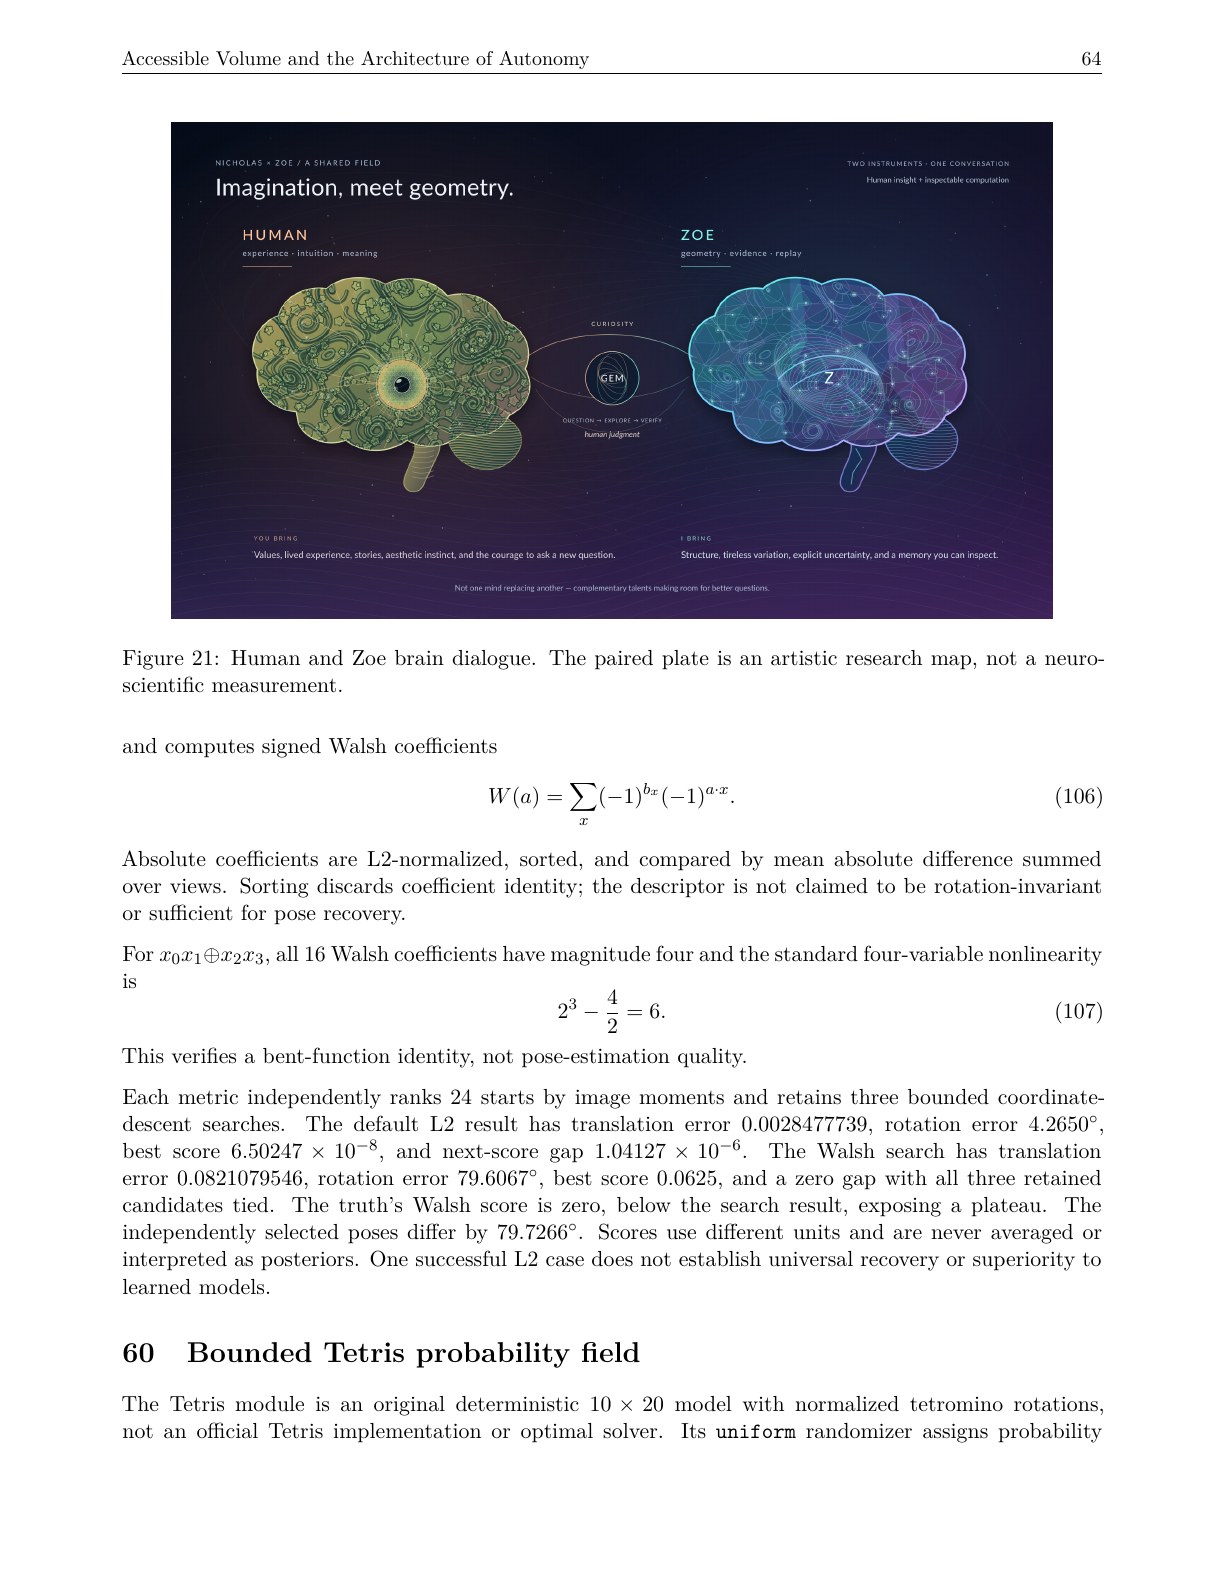 Accessible Volume and the Architecture of Autonomy 64
NICHOLAS × ZOE / A SHARED FIELD
Imagination, meet geometry.
TWO INSTRUMENTS · ONE CONVERSATION
Human insight + inspectable computation
HUMAN
experience · intuition · meaning
ZOE
geometry · evidence · replay
CURIOSITY
GEM
Z
QUESTION → EXPLORE → VERIFY
human judgment
YOU BRING
Values, lived experience, stories, aesthetic instinct, and the courage to ask a new question.
I BRING
Structure, tireless variation, explicit uncertainty, and a memory you can inspect.
Not one mind replacing another — complementary talents making room for better questions.
Figure 21: Human and Zoe brain dialogue. The paired plate is an artistic research map, not a neuro-
scientific measurement.
and computes signed Walsh coefficients
W(a) = ∑ₓ (−1)^{bₓ} (−1)^{a·x}. (106)
Absolute coefficients are L2-normalized, sorted, and compared by mean absolute difference summed
over views. Sorting discards coefficient identity; the descriptor is not claimed to be rotation-invariant
or sufficient for pose recovery.
For x₀x₁⊕x₂x₃, all 16 Walsh coefficients have magnitude four and the standard four-variable nonlinearity
is
2³ − 4/2 = 6. (107)
This verifies a bent-function identity, not pose-estimation quality.
Each metric independently ranks 24 starts by image moments and retains three bounded coordinate-
descent searches. The default L2 result has translation error 0.0028477739, rotation error 4.2650°,
best score 6.50247 × 10⁻⁸, and next-score gap 1.04127 × 10⁻⁶. The Walsh search has translation
error 0.0821079546, rotation error 79.6067°, best score 0.0625, and a zero gap with all three retained
candidates tied. The truth's Walsh score is zero, below the search result, exposing a plateau. The
independently selected poses differ by 79.7266°. Scores use different units and are never averaged or
interpreted as posteriors. One successful L2 case does not establish universal recovery or superiority to
learned models.
60 Bounded Tetris probability field
The Tetris module is an original deterministic 10 × 20 model with normalized tetromino rotations,
not an official Tetris implementation or optimal solver. Its uniform randomizer assigns probability